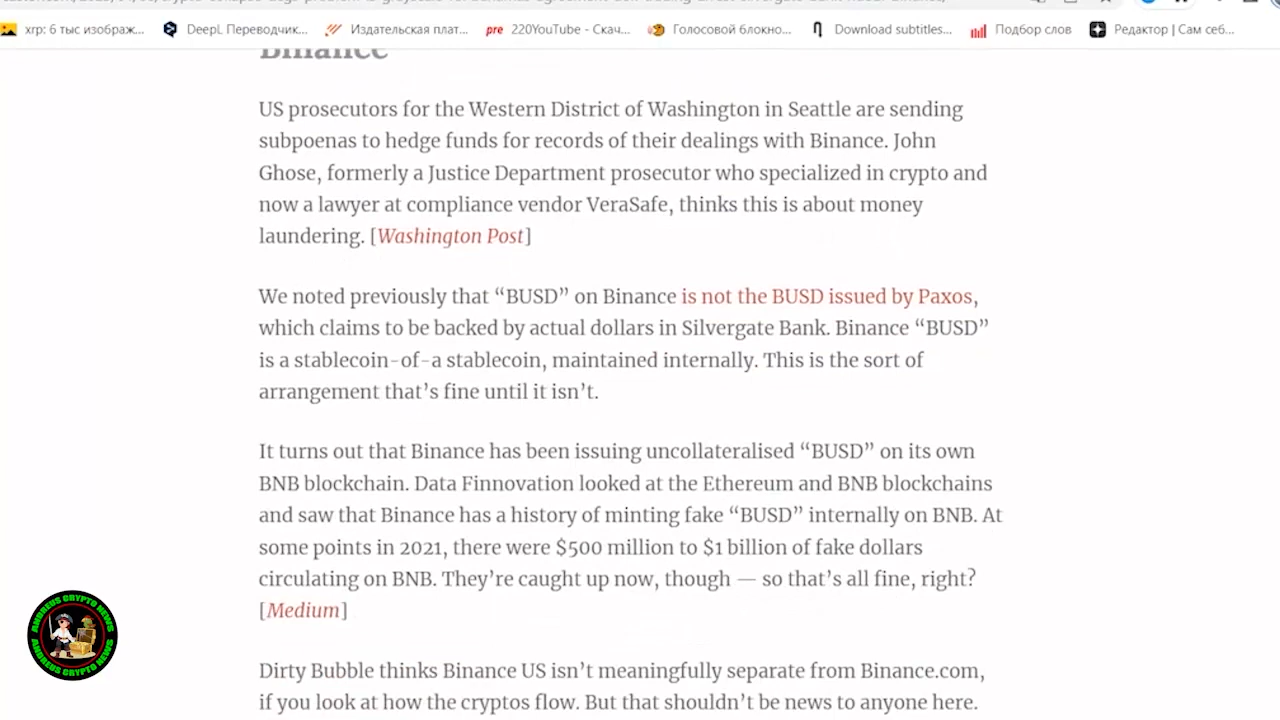 xrp: 6 тыс изображ...
DeepL Переводчик...
Издательская плат...
pre 220YouTube - Скач...
Голосовой блокно...
Download subtitles...
Подбор слов
Редактор | Сам себ...
Binance
US prosecutors for the Western District of Washington in Seattle are sending
subpoenas to hedge funds for records of their dealings with Binance. John
Ghose, formerly a Justice Department prosecutor who specialized in crypto and
now a lawyer at compliance vendor VeraSafe, thinks this is about money
laundering. [Washington Post]
We noted previously that “BUSD” on Binance is not the BUSD issued by Paxos,
which claims to be backed by actual dollars in Silvergate Bank. Binance “BUSD”
is a stablecoin-of-a stablecoin, maintained internally. This is the sort of
arrangement that’s fine until it isn’t.
It turns out that Binance has been issuing uncollateralised “BUSD” on its own
BNB blockchain. Data Finnovation looked at the Ethereum and BNB blockchains
and saw that Binance has a history of minting fake “BUSD” internally on BNB. At
some points in 2021, there were $500 million to $1 billion of fake dollars
circulating on BNB. They’re caught up now, though — so that’s all fine, right?
[Medium]
Dirty Bubble thinks Binance US isn’t meaningfully separate from Binance.com,
if you look at how the cryptos flow. But that shouldn’t be news to anyone here.
ANDREUS CRYPTO NEWS
ANDREUS CRYPTO NEWS